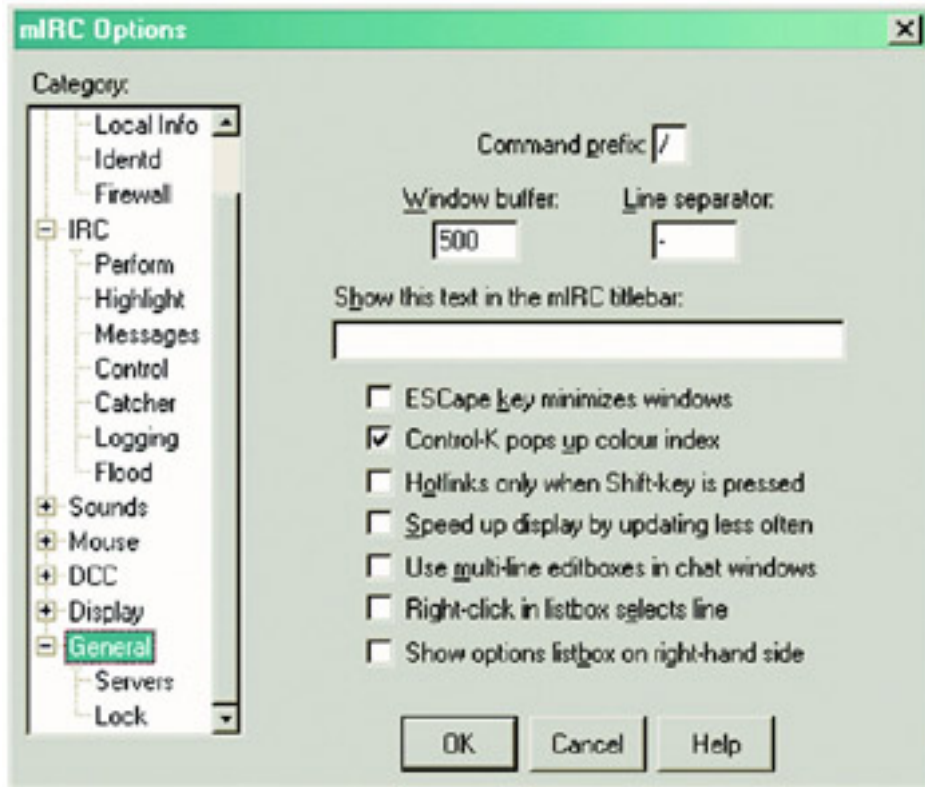 mIRC Options
Category:
Local Info
Identd
Firewall
IRC
Perform
Highlight
Messages
Control
Catcher
Logging
Flood
Sounds
Mouse
DCC
Display
General
Servers
Lock
Command prefix: /
Window buffer: Line separator:
500 -
Show this text in the mIRC titlebar:
ESCape key minimizes windows
Control-K pops up colour index
Hotlinks only when Shift-key is pressed
Speed up display by updating less often
Use multi-line editboxes in chat windows
Right-click in listbox selects line
Show options listbox on right-hand side
OK Cancel Help